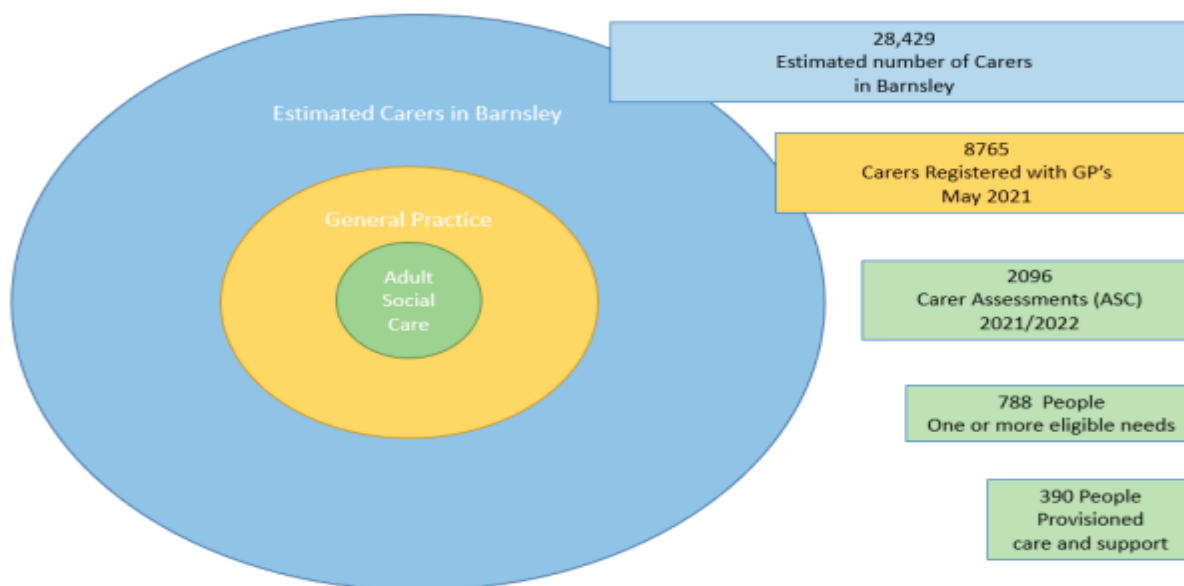 Estimated Carers in Barnsley
General Practice
Adult
Social
Care
28,429
Estimated number of Carers
in Barnsley
8765
Carers Registered with GP's
May 2021
2096
Carer Assessments (ASC)
2021/2022
788 People
One or more eligible needs
390 People
Provisioned
care and support